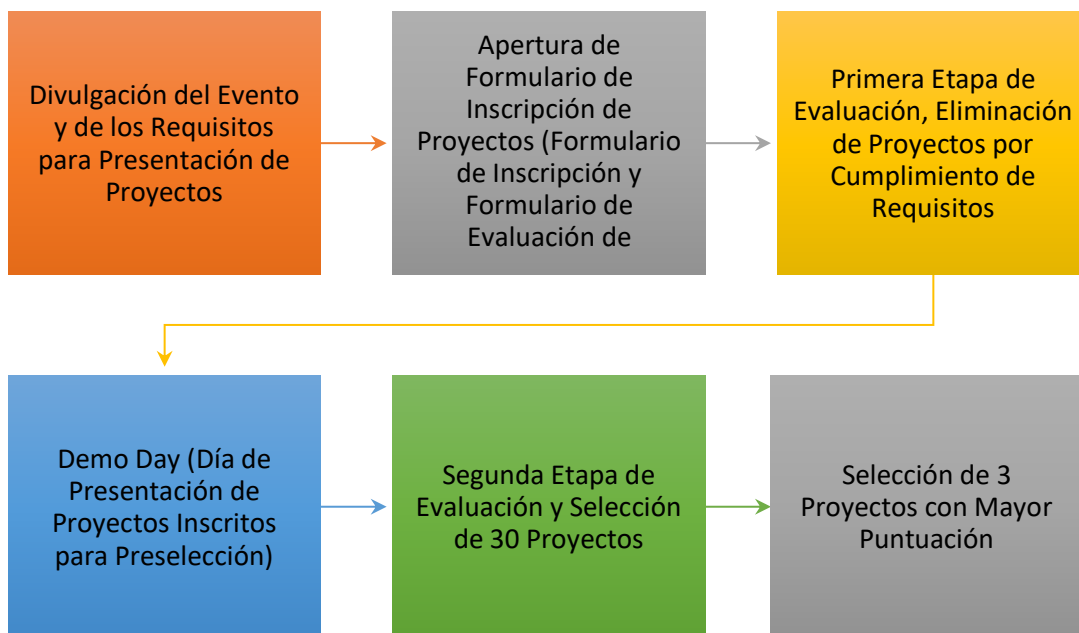 Divulgación del Evento
y de los Requisitos
para Presentación de
Proyectos
Apertura de
Formulario de
Inscripción de
Proyectos (Formulario
de Inscripción y
Formulario de
Evaluación de
Primera Etapa de
Evaluación, Eliminación
de Proyectos por
Cumplimiento de
Requisitos
Demo Day (Día de
Presentación de
Proyectos Inscritos
para Preselección)
Segunda Etapa de
Evaluación y Selección
de 30 Proyectos
Selección de 3
Proyectos con Mayor
Puntuación